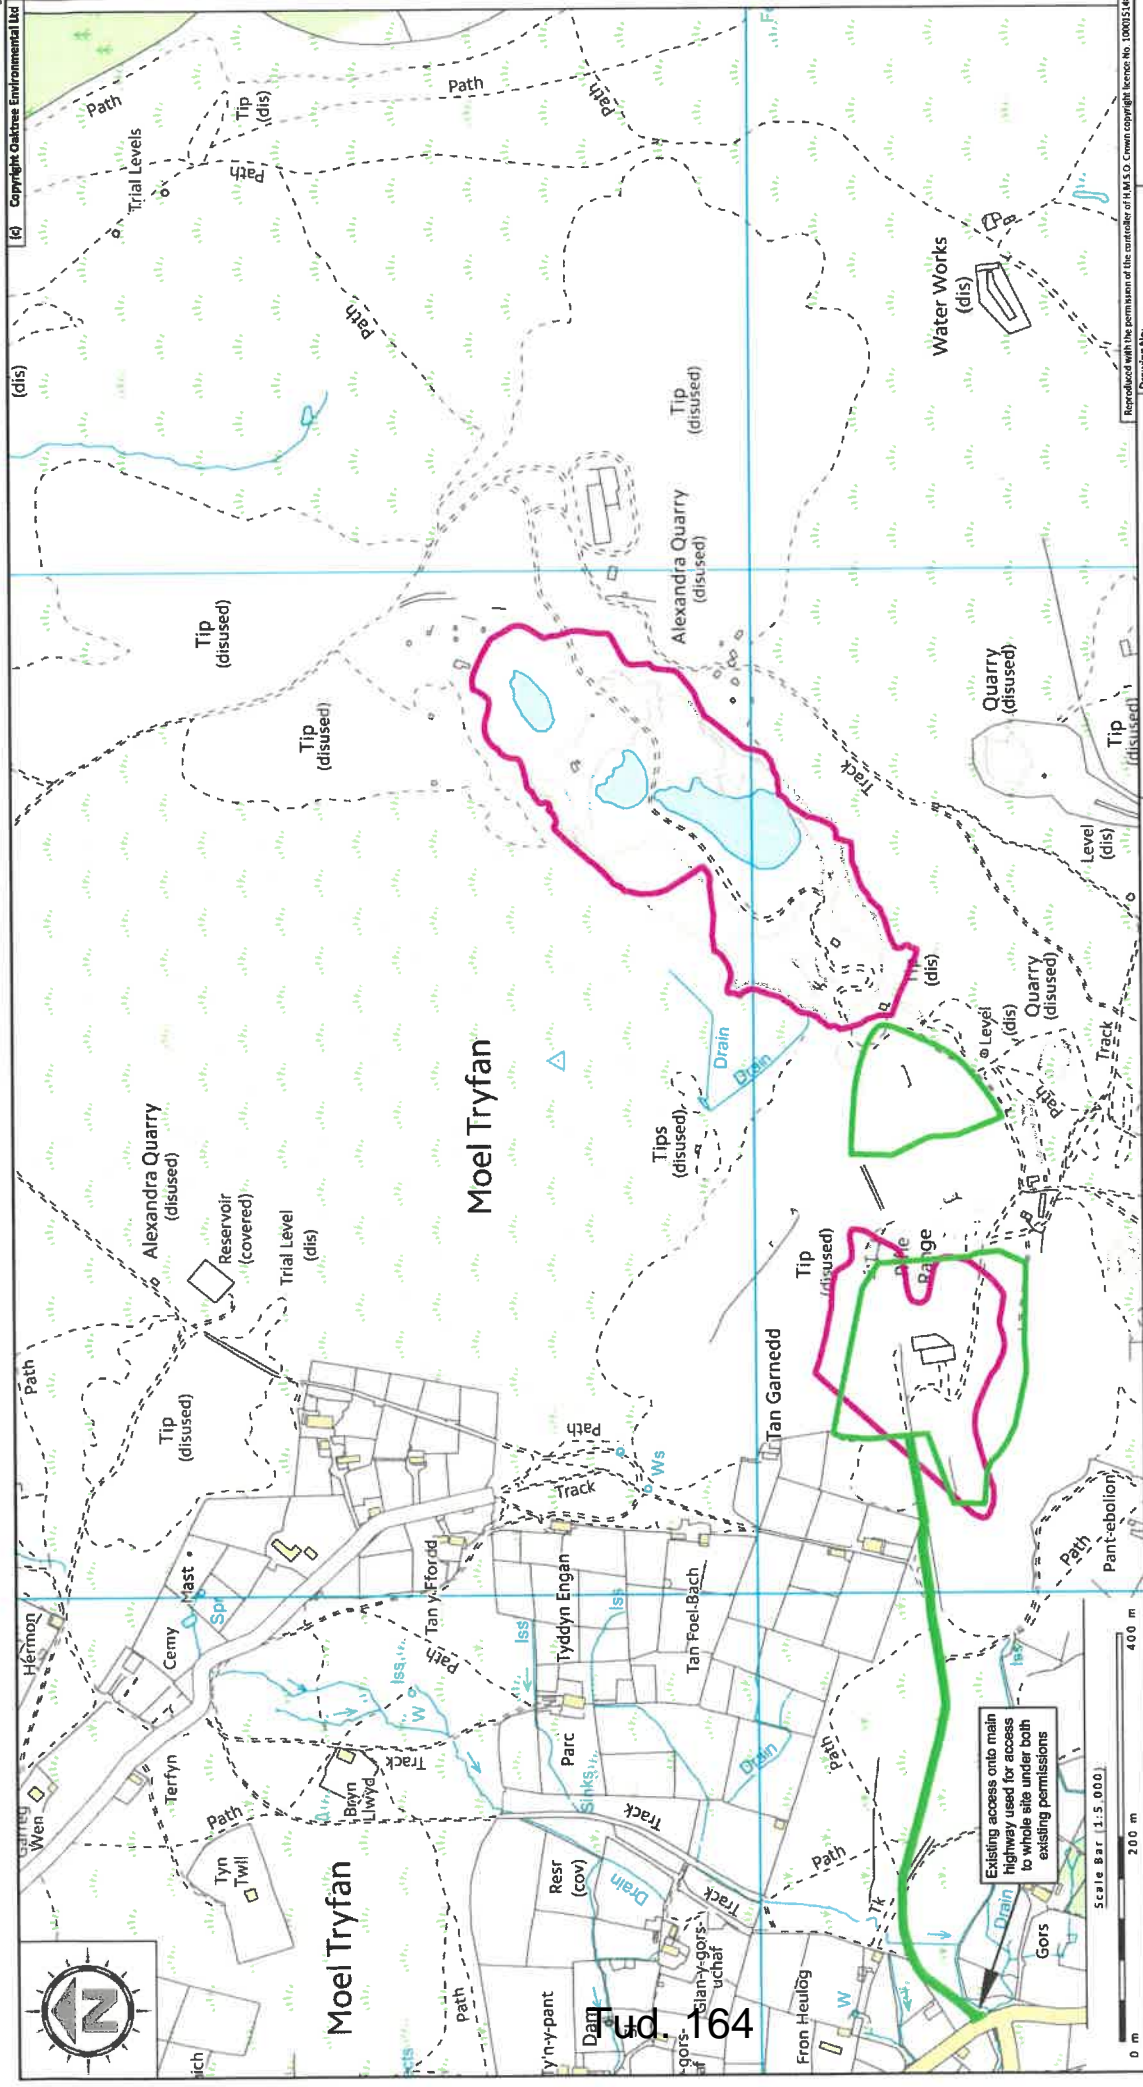 (c) Copyright Oaktree Environmental Ltd
Path
Trial Levels
Tip
(dis)
Path
Path
Path
Path
Path
(dis)
Water Works
(dis)
Tip
(disused)
Alexandra Quarry
(disused)
Tip
(disused)
Tip
(disused)
Track
Quarry
(disused)
Tip
(disused)
Level
(dis)
(dis)
Level
(dis)
Quarry
(disused)
Track
Path
Drain
Drain
Tips
(disused)
Moel Tryfan
Alexandra Quarry
(disused)
Reservoir
(covered)
Trial Level
(dis)
Path
Tip
(disused)
Tip
(disused)
Range
Tan Garnedd
Path
Ws
Track
Mast
Spr
Cemy
Hermon
Garreg
Wen
Terfyn
Tyn
Twll
Path
Bryn
Llwyd
Track
Iss
W
Path
Tan y Ffordd
Iss
Tyddyn Engan
Iss
Tan Foel-Bach
Parc
Sinks
Drain
Track
Path
Path
Path
Pant-ebolion
Iss
Moel Tryfan
Path
Resr
(cov)
Drain
Track
Tk
Glan-y-gors-
uchaf
Ty'n-y-pant
Dam
-gors-
af
Fron Heulog
W
Drain
Gors
Existing access onto main
highway used for access
to whole site under both
existing permissions
Scale Bar (1:5,000)
0 m
200 m
400 m
N
Reproduced with the permission of the controller of H.M.S.O. Crown copyright licence No.
Tud. 164